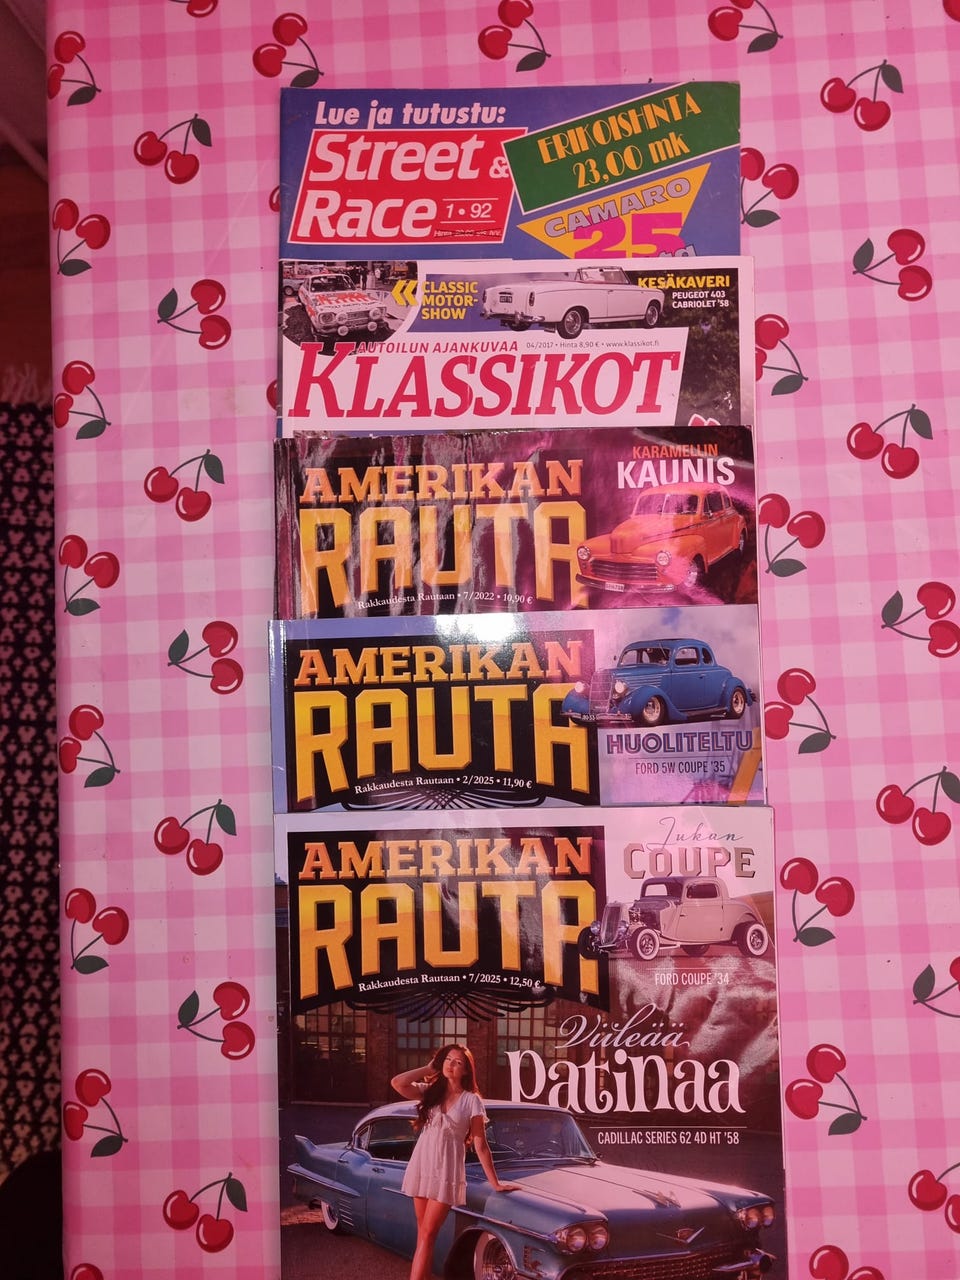 Lue ja tutustu:
Street &
Race 1 • 92
ERIKOISHINTA
23,00 mk
CAMARO
25
CLASSIC
MOTOR-
SHOW
KESÄKAVERI
PEUGEOT 403
CABRIOLET '58
AUTOILUN AJANKUVAA 04/2017 • Hinta 8,90 € • www.klassikot.fi
KLASSIKOT
AMERIKAN
RAUTA
Rakkaudesta Rautaan • 7/2022 • 10,90 €
KARAMELLIN
KAUNIS
AMERIKAN
RAUTA
Rakkaudesta Rautaan • 2/2025 • 11,90 €
HUOLITELTU
FORD 5W COUPE '35
AMERIKAN
RAUTA
Rakkaudesta Rautaan • 7/2025 • 12,50 €
Jukan
COUPE
FORD COUPE '34
Viileää
patinaa
CADILLAC SERIES 62 4D HT '58